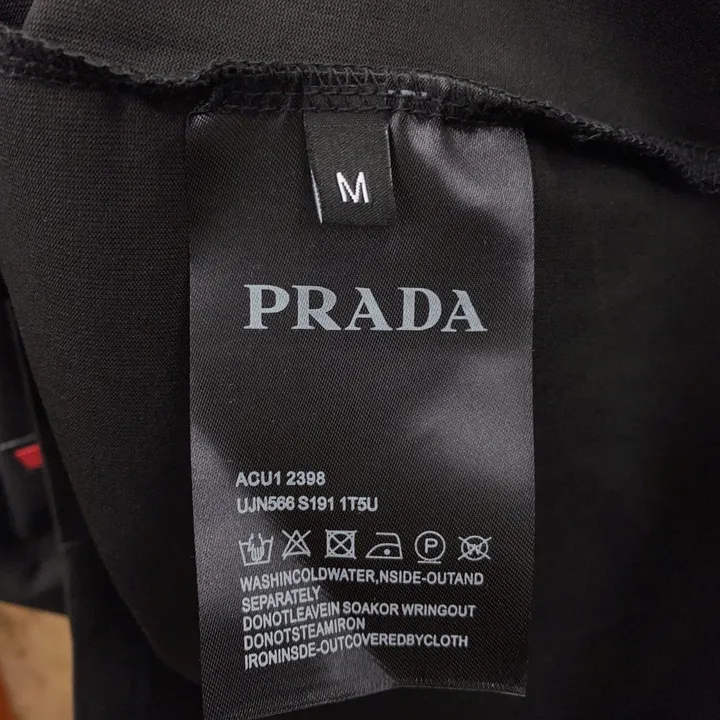 M
PRADA
ACU1 2398
UJN566 S191 1T5U
P
WASHINCOLDWATER,NSIDE-OUTAND
SEPARATELY
DONOTLEAVEIN SOAKOR WRINGOUT
DONOTSTEAMIRON
IRONINSDE-OUTCOVEREDBYCLOTH